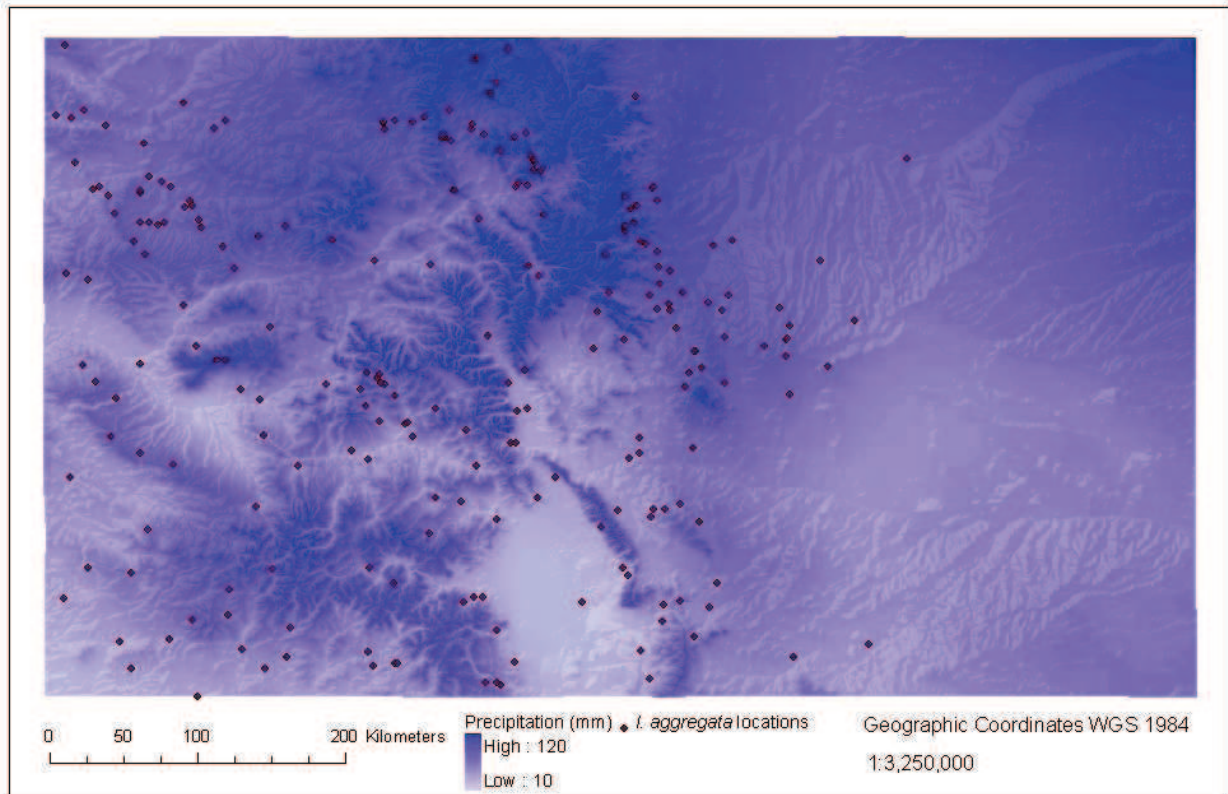 0 50 100 200 Kilometers
Precipitation (mm)
High : 120
Low : 10
I. aggregata locations
Geographic Coordinates WGS 1984
1:3,250,000